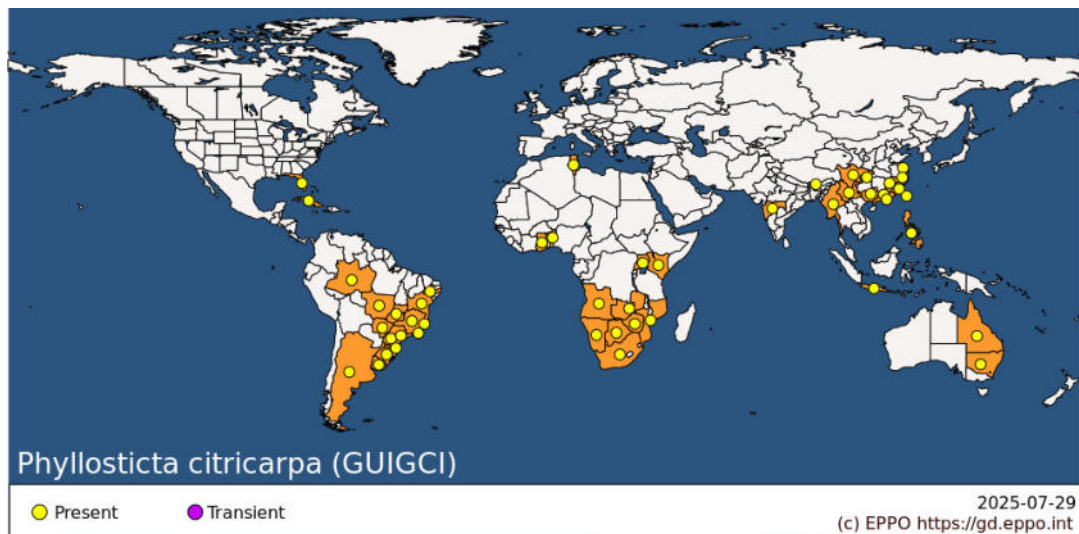 Phyllosticta citricarpa (GUIGCI)
Present
Transient
2025-07-29
(c) EPPO https://gd.eppo.int